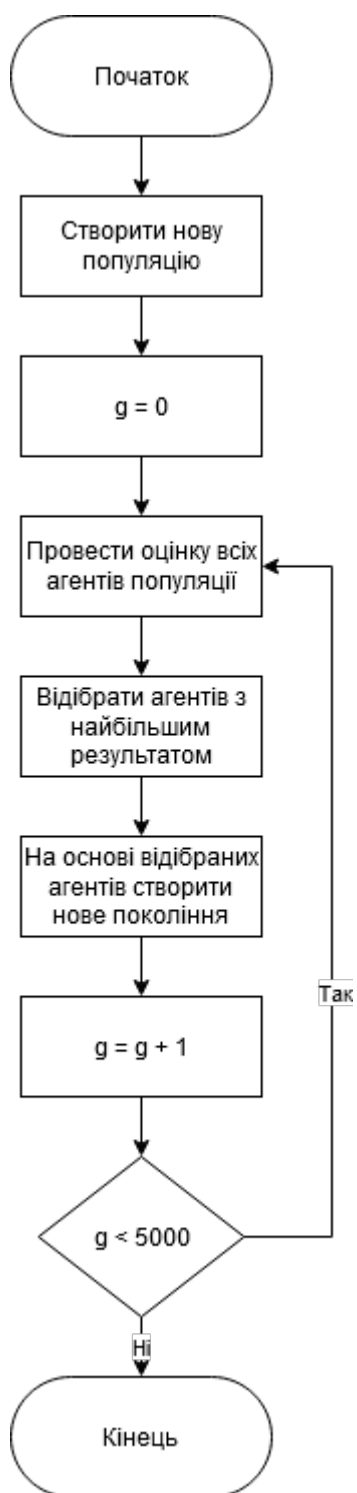 Початок
Створити нову
популяцію
g = 0
Провести оцінку всіх
агентів популяції
Відібрати агентів з
найбільшим
результатом
На основі відібраних
агентів створити
нове покоління
g = g + 1
Так
g < 5000
Ні
Кінець